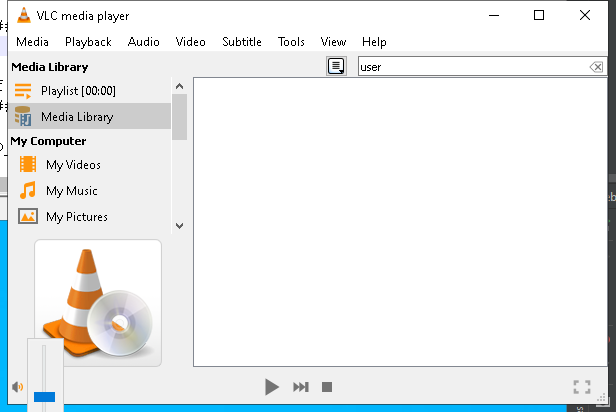 VLC media player
Media Playback Audio Video Subtitle Tools View Help
Media Library
user
Playlist [00:00]
Media Library
My Computer
My Videos
My Music
My Pictures